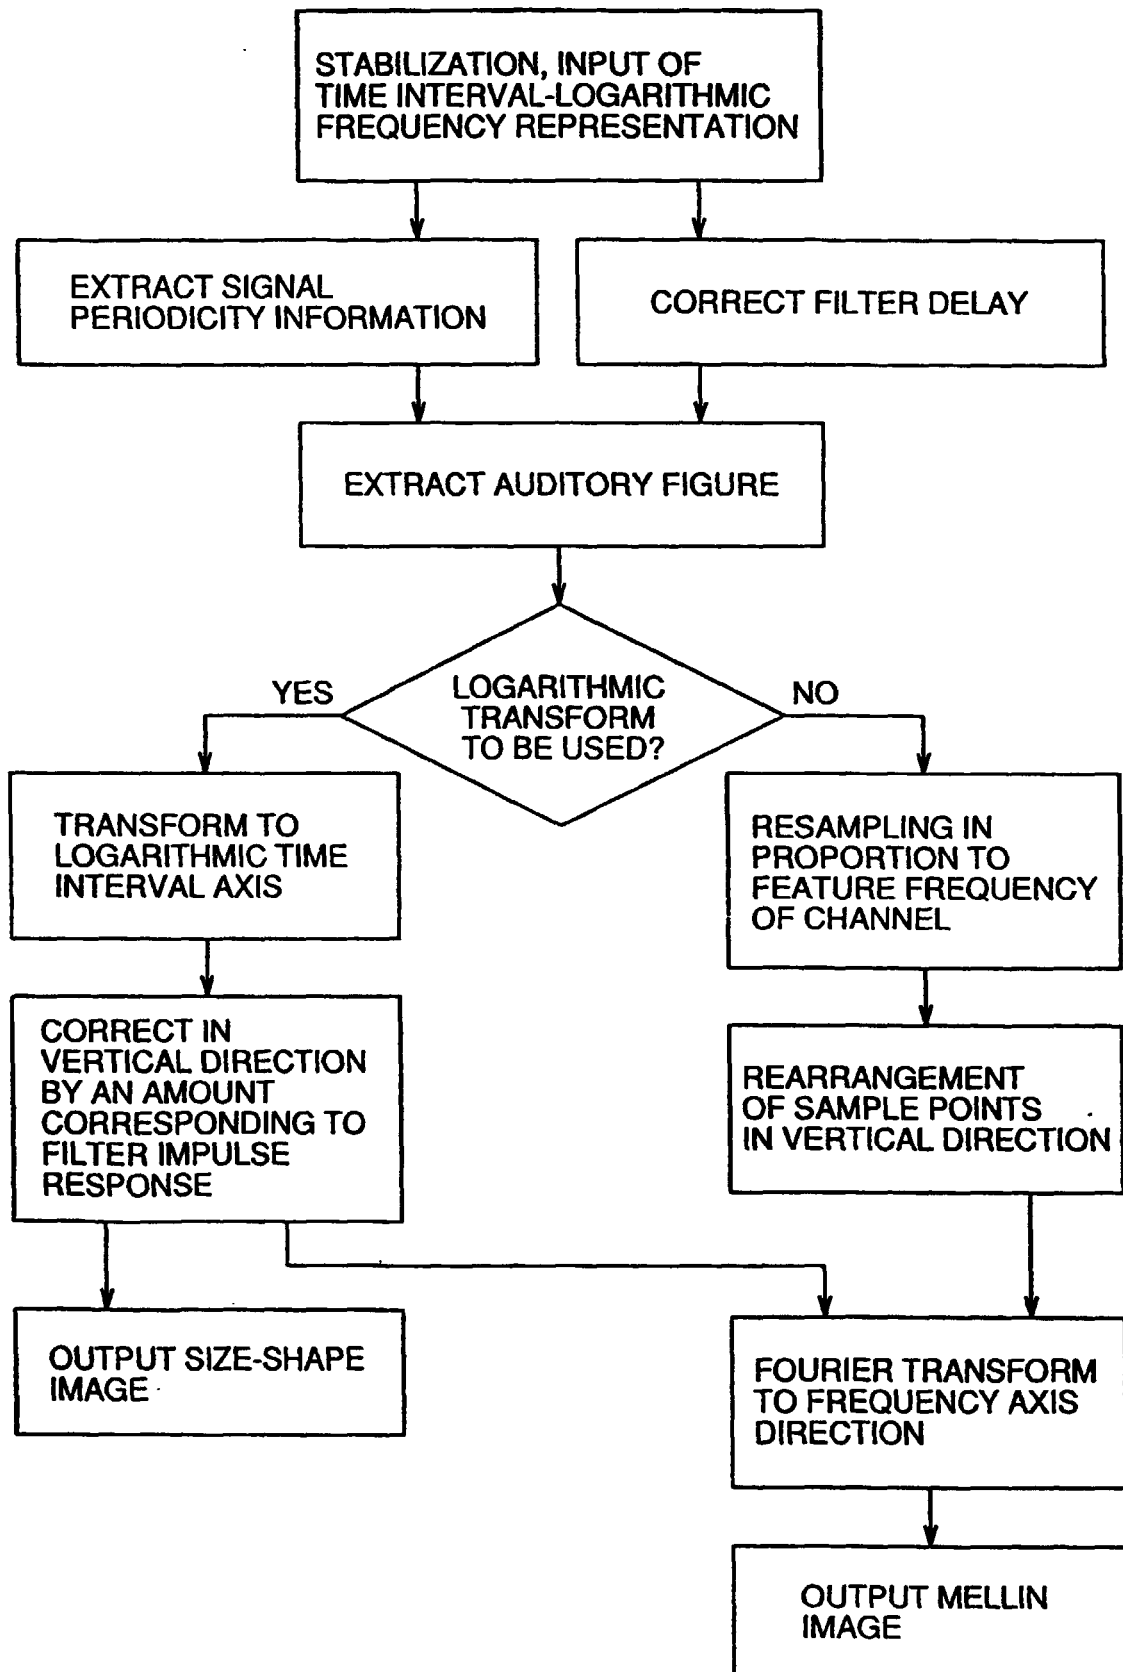 STABILIZATION, INPUT OF
TIME INTERVAL-LOGARITHMIC
FREQUENCY REPRESENTATION
EXTRACT SIGNAL
PERIODICITY INFORMATION
CORRECT FILTER DELAY
EXTRACT AUDITORY FIGURE
LOGARITHMIC
TRANSFORM
TO BE USED?
YES
NO
TRANSFORM TO
LOGARITHMIC TIME
INTERVAL AXIS
RESAMPLING IN
PROPORTION TO
FEATURE FREQUENCY
OF CHANNEL
CORRECT IN
VERTICAL DIRECTION
BY AN AMOUNT
CORRESPONDING TO
FILTER IMPULSE
RESPONSE
REARRANGEMENT
OF SAMPLE POINTS
IN VERTICAL DIRECTION
OUTPUT SIZE-SHAPE
IMAGE
FOURIER TRANSFORM
TO FREQUENCY AXIS
DIRECTION
OUTPUT MELLIN
IMAGE